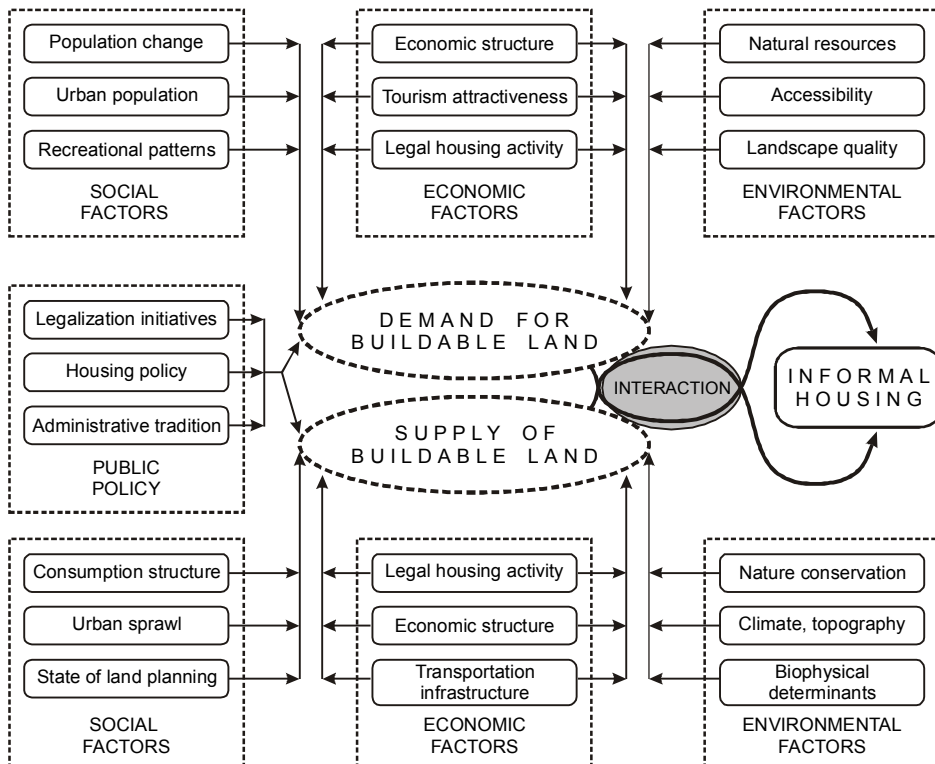 Population change
Urban population
Recreational patterns
SOCIAL
FACTORS
Economic structure
Tourism attractiveness
Legal housing activity
ECONOMIC
FACTORS
Natural resources
Accessibility
Landscape quality
ENVIRONMENTAL
FACTORS
Legalization initiatives
Housing policy
Administrative tradition
PUBLIC
POLICY
DEMAND FOR
BUILDABLE LAND
SUPPLY OF
BUILDABLE LAND
INTERACTION
INFORMAL
HOUSING
Consumption structure
Urban sprawl
State of land planning
SOCIAL
FACTORS
Legal housing activity
Economic structure
Transportation
infrastructure
ECONOMIC
FACTORS
Nature conservation
Climate, topography
Biophysical
determinants
ENVIRONMENTAL
FACTORS